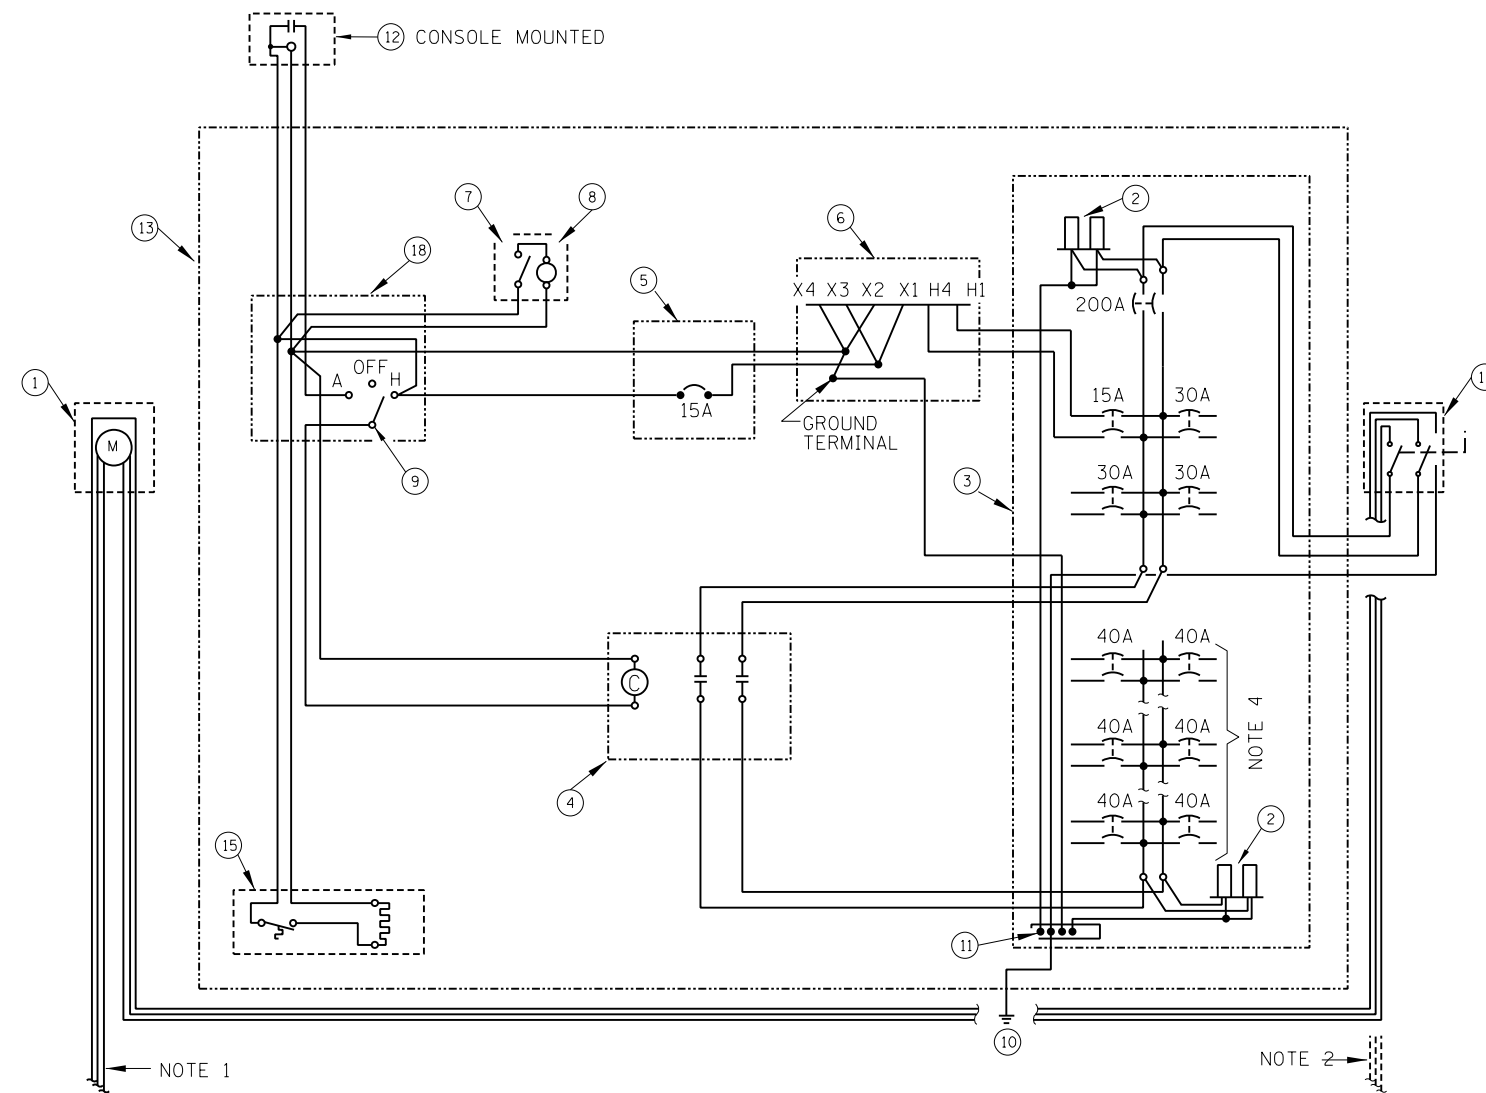 12 CONSOLE MOUNTED
7
8
2
13
6
18
5
X4 X3 X2 X1 H4 H1
200A
1
A OFF H
15A
15A 30A
GROUND
TERMINAL
M
9
3
30A 30A
40A 40A
C
NOTE 4
40A 40A
4
40A 40A
2
15
11
10
NOTE 1
NOTE 2